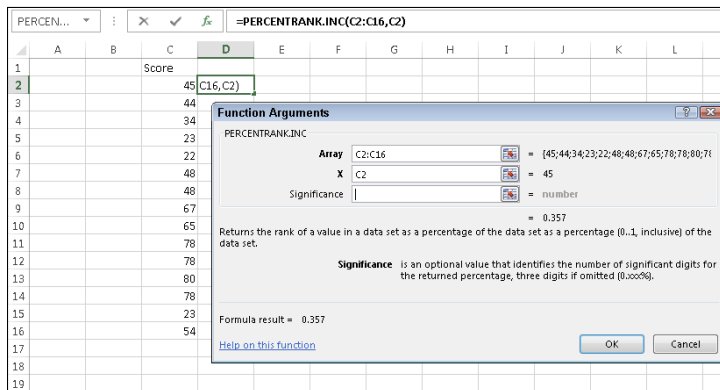 PERCEN... fx =PERCENTRANK.INC(C2:C16,C2)
A B C D E F G H I J K L
1 Score
2 45 C16,C2)
3 44
4 34
5 23
6 22
7 48
8 48
9 67
10 65
11 78
12 78
13 80
14 78
15 23
16 54
17
18
19
Function Arguments
PERCENTRANK.INC
Array C2:C16 = {45;44;34;23;22;48;48;67;65;78;78;80;78
X C2 = 45
Significance = number
= 0.357
Returns the rank of a value in a data set as a percentage of the data set as a percentage (0..1, inclusive) of the
data set.
Significance is an optional value that identifies the number of significant digits for
the returned percentage, three digits if omitted (0.xxx%).
Formula result = 0.357
Help on this function
OK Cancel